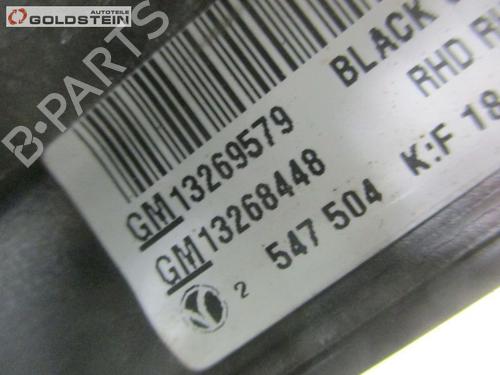 Autoteile
GOLDSTEIN
B-PARTS
BLACK
RHD
GM13269579
GM13268448
2 547 504 K:F 18